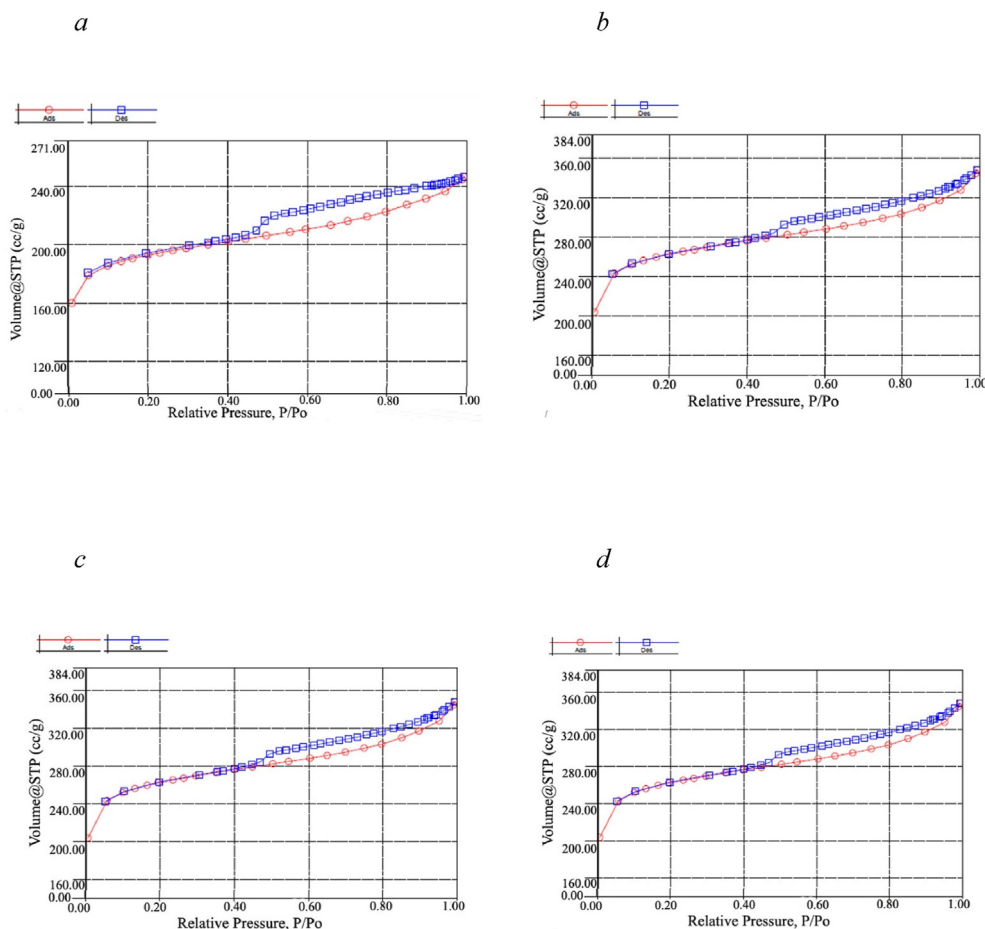 a
b
Ads Des
Ads Des
271.00
240.00
200.00
160.00
120.00
0.00
Volume@STP (cc/g)
0.00 0.20 0.40 0.60 0.80 1.00
Relative Pressure, P/Po
384.00
360.00
320.00
280.00
240.00
200.00
160.00
0.00
Volume@STP (cc/g)
0.00 0.20 0.40 0.60 0.80 1.00
Relative Pressure, P/Po
c
d
Ads Des
Ads Des
384.00
360.00
320.00
280.00
240.00
200.00
160.00
0.00
Volume@STP (cc/g)
0.00 0.20 0.40 0.60 0.80 1.00
Relative Pressure, P/Po
384.00
360.00
320.00
280.00
240.00
200.00
160.00
0.00
Volume@STP (cc/g)
0.00 0.20 0.40 0.60 0.80 1.00
Relative Pressure, P/Po